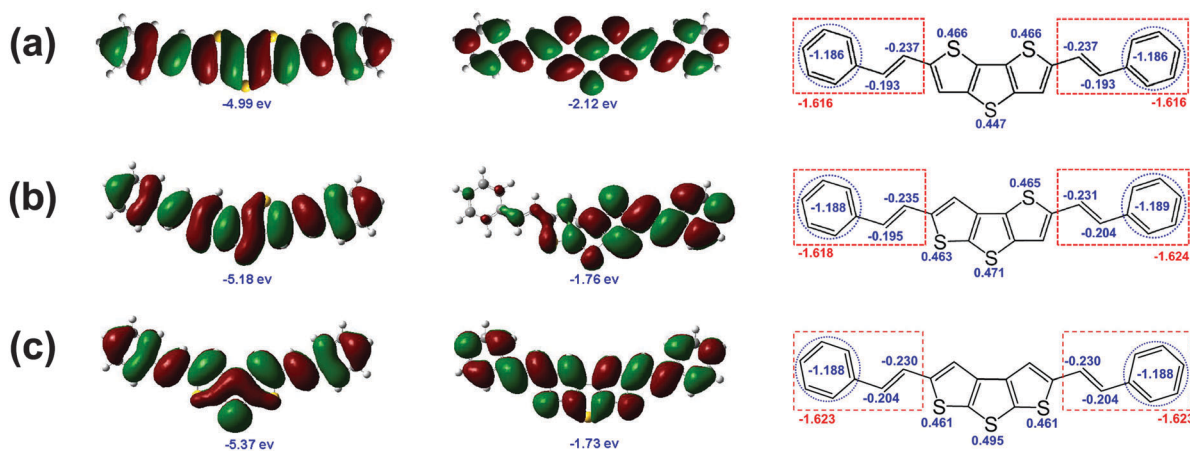 (a)
-4.99 ev
-2.12 ev
0.466 0.466
-1.186 -0.237 S S -0.237 -1.186
-0.193 -0.193
-1.616 S -1.616
0.447
(b)
-5.18 ev
-1.76 ev
0.465
-1.188 -0.235 S -0.231 -1.189
-0.195 -0.204
-1.618 S S -1.624
0.463 0.471
(c)
-5.37 ev
-1.73 ev
-1.188 -0.230 -0.230 -1.188
-0.204 -0.204
-1.623 S S S -1.623
0.461 0.495 0.461